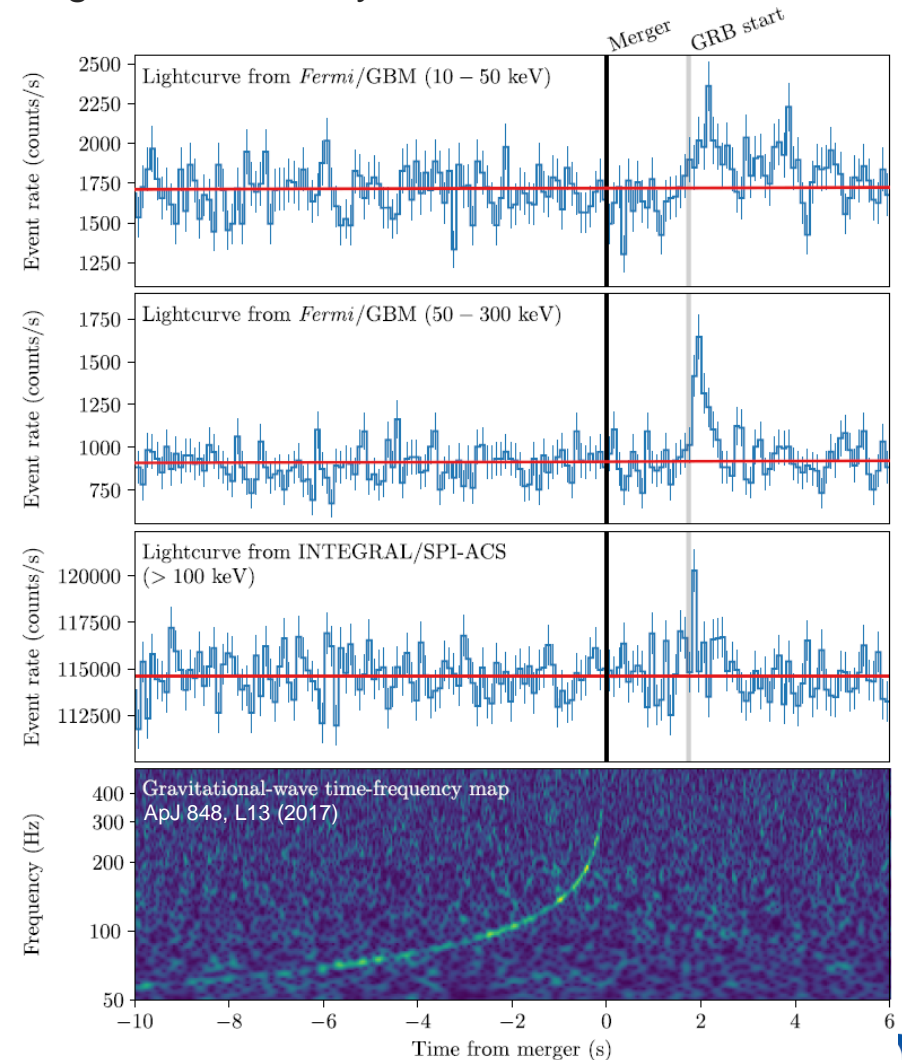 Merger
GRB start
Lightcurve from Fermi/GBM (10 − 50 keV)
Event rate (counts/s)
2500
2250
2000
1750
1500
1250
Lightcurve from Fermi/GBM (50 − 300 keV)
Event rate (counts/s)
1750
1500
1250
1000
750
Lightcurve from INTEGRAL/SPI-ACS
(> 100 keV)
Event rate (counts/s)
120000
117500
115000
112500
Gravitational-wave time-frequency map
ApJ 848, L13 (2017)
Frequency (Hz)
400
300
200
100
50
−10 −8 −6 −4 −2 0 2 4 6
Time from merger (s)